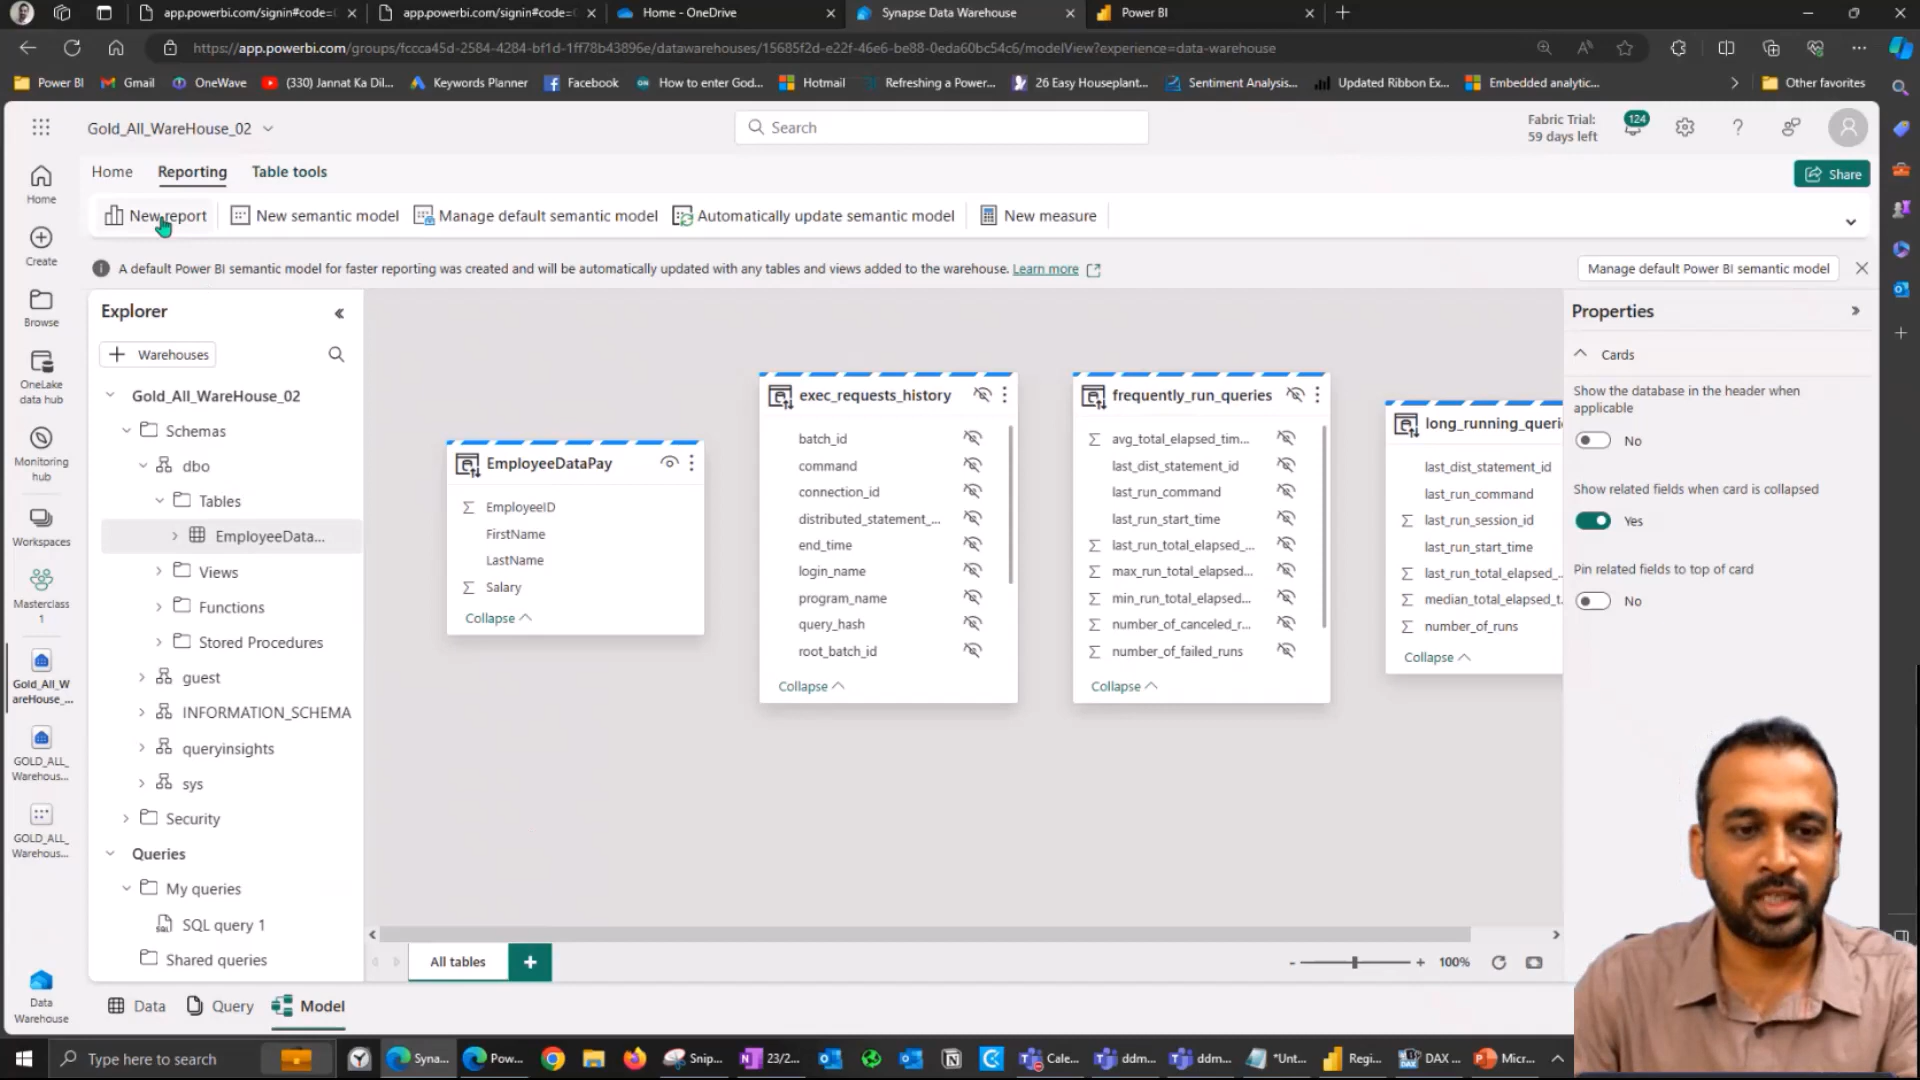 app.powerbi.com/signin#code=
app.powerbi.com/signin#code=
Home - OneDrive
Synapse Data Warehouse
Power BI
https://app.powerbi.com/groups/fccca45d-2584-4284-bf1d-1ff78b43896e/datawarehouses/15685f2d-e22f-46e6-be88-0eda60bc54c6/modelView?experience=data-warehouse
Power BI
Gmail
OneWave
(330) Jannat Ka Dil...
Keywords Planner
Facebook
How to enter God...
Hotmail
Refreshing a Power...
26 Easy Houseplant...
Sentiment Analysis...
Updated Ribbon Ex...
Embedded analytic...
Other favorites
Gold_All_WareHouse_02
Search
Fabric Trial:
59 days left
124
Home
Reporting
Table tools
Share
New report
New semantic model
Manage default semantic model
Automatically update semantic model
New measure
A default Power BI semantic model for faster reporting was created and will be automatically updated with any tables and views added to the warehouse. Learn more
Manage default Power BI semantic model
Home
Create
Browse
OneLake
data hub
Monitoring
hub
Workspaces
Masterclass
1
Gold_All_W
areHouse_...
GOLD_ALL_
Warehous...
GOLD_ALL_
Warehous...
Data
Warehouse
Explorer
Warehouses
Gold_All_WareHouse_02
Schemas
dbo
Tables
EmployeeData...
Views
Functions
Stored Procedures
guest
INFORMATION_SCHEMA
queryinsights
sys
Security
Queries
My queries
SQL query 1
Shared queries
EmployeeDataPay
EmployeeID
FirstName
LastName
Salary
Collapse
exec_requests_history
batch_id
command
connection_id
distributed_statement_...
end_time
login_name
program_name
query_hash
root_batch_id
Collapse
frequently_run_queries
avg_total_elapsed_tim...
last_dist_statement_id
last_run_command
last_run_start_time
last_run_total_elapsed_...
max_run_total_elapsed...
min_run_total_elapsed...
number_of_canceled_r...
number_of_failed_runs
Collapse
long_running_queri
last_dist_statement_id
last_run_command
last_run_session_id
last_run_start_time
last_run_total_elapsed_..
median_total_elapsed_t.
number_of_runs
Collapse
Properties
Cards
Show the database in the header when
applicable
No
Show related fields when card is collapsed
Yes
Pin related fields to top of card
No
All tables
+
- + 100%
Data
Query
Model
Type here to search
Syna...
Pow...
Snip...
23/2...
Cale...
ddm...
ddm...
*Unt...
Regi...
DAX ...
Micr...